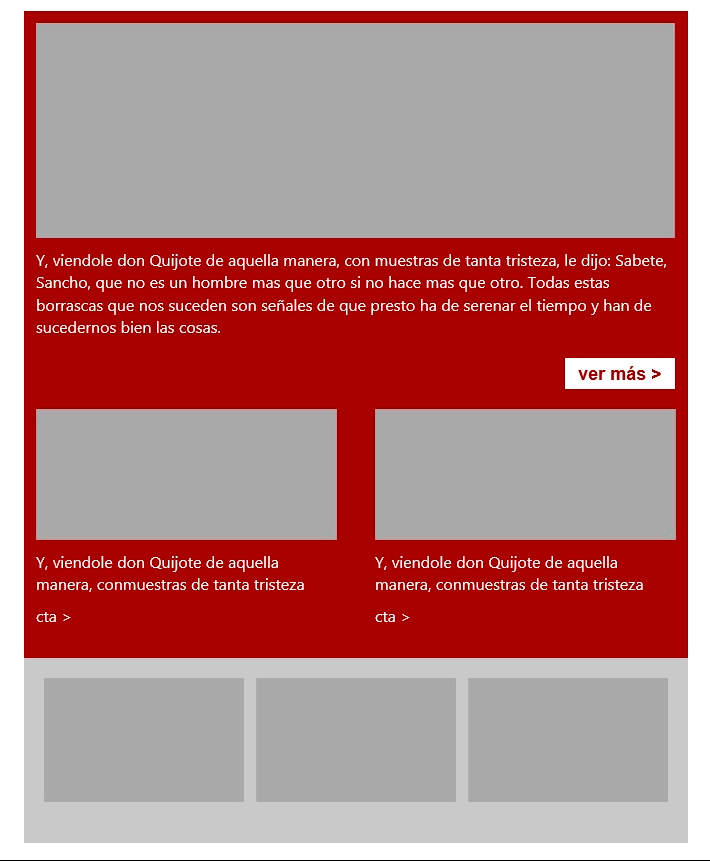 Y, viendole don Quijote de aquella manera, con muestras de tanta tristeza, le dijo: Sabete,
Sancho, que no es un hombre mas que otro si no hace mas que otro. Todas estas
borrascas que nos suceden son señales de que presto ha de serenar el tiempo y han de
sucedernos bien las cosas.
ver más >
Y, viendole don Quijote de aquella
manera, conmuestras de tanta tristeza
cta >
Y, viendole don Quijote de aquella
manera, conmuestras de tanta tristeza
cta >